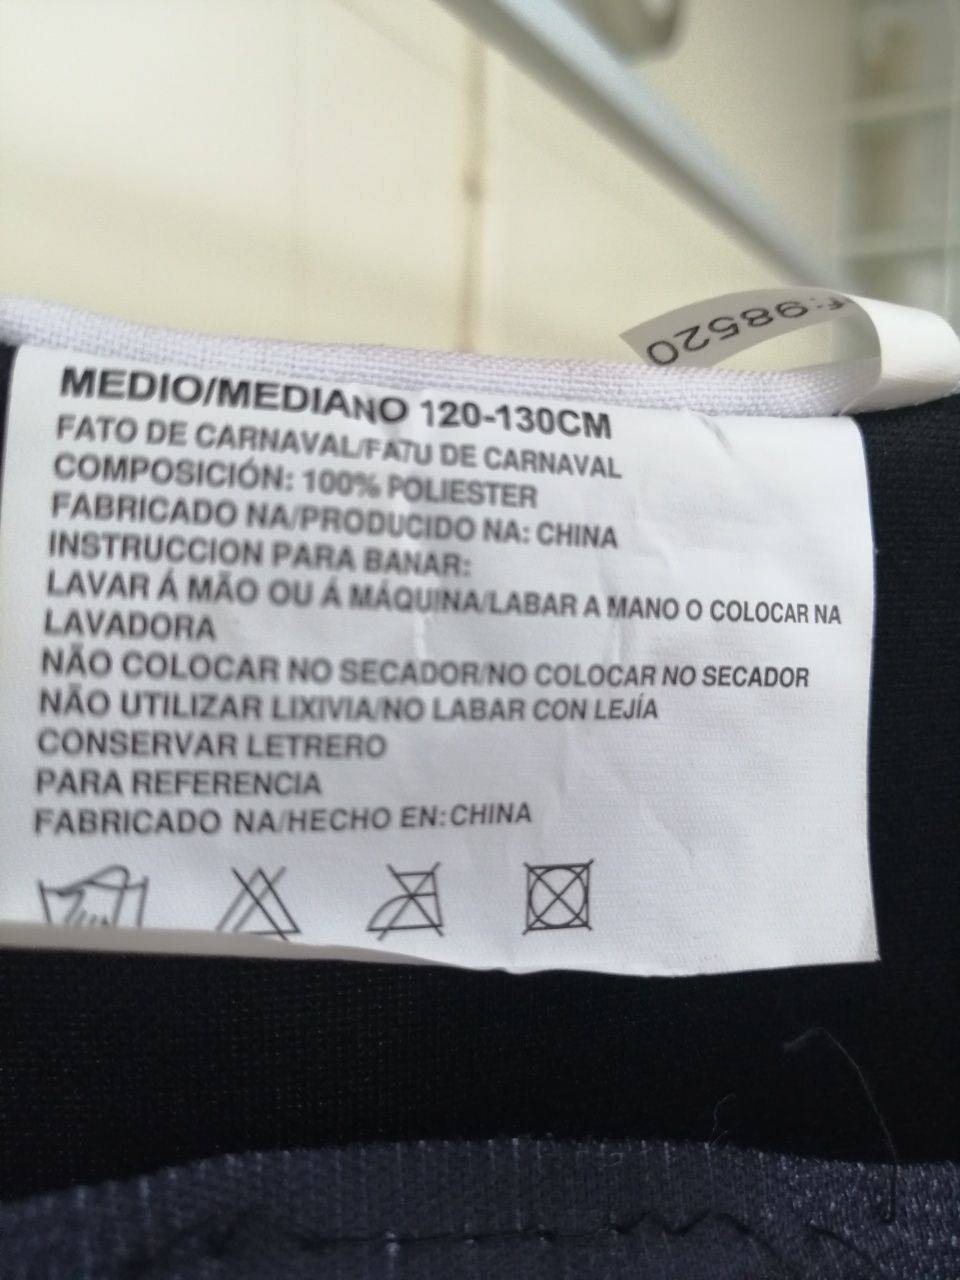 f:98520
MEDIO/MEDIANO 120-130CM
FATO DE CARNAVAL/FATU DE CARNAVAL
COMPOSICIÓN: 100% POLIESTER
FABRICADO NA/PRODUCIDO NA: CHINA
INSTRUCCION PARA BANAR:
LAVAR Á MÃO OU Á MÁQUINA/LABAR A MANO O COLOCAR NA
LAVADORA
NÃO COLOCAR NO SECADOR/NO COLOCAR NO SECADOR
NÃO UTILIZAR LIXIVIA/NO LABAR CON LEJÍA
CONSERVAR LETRERO
PARA REFERENCIA
FABRICADO NA/HECHO EN: CHINA